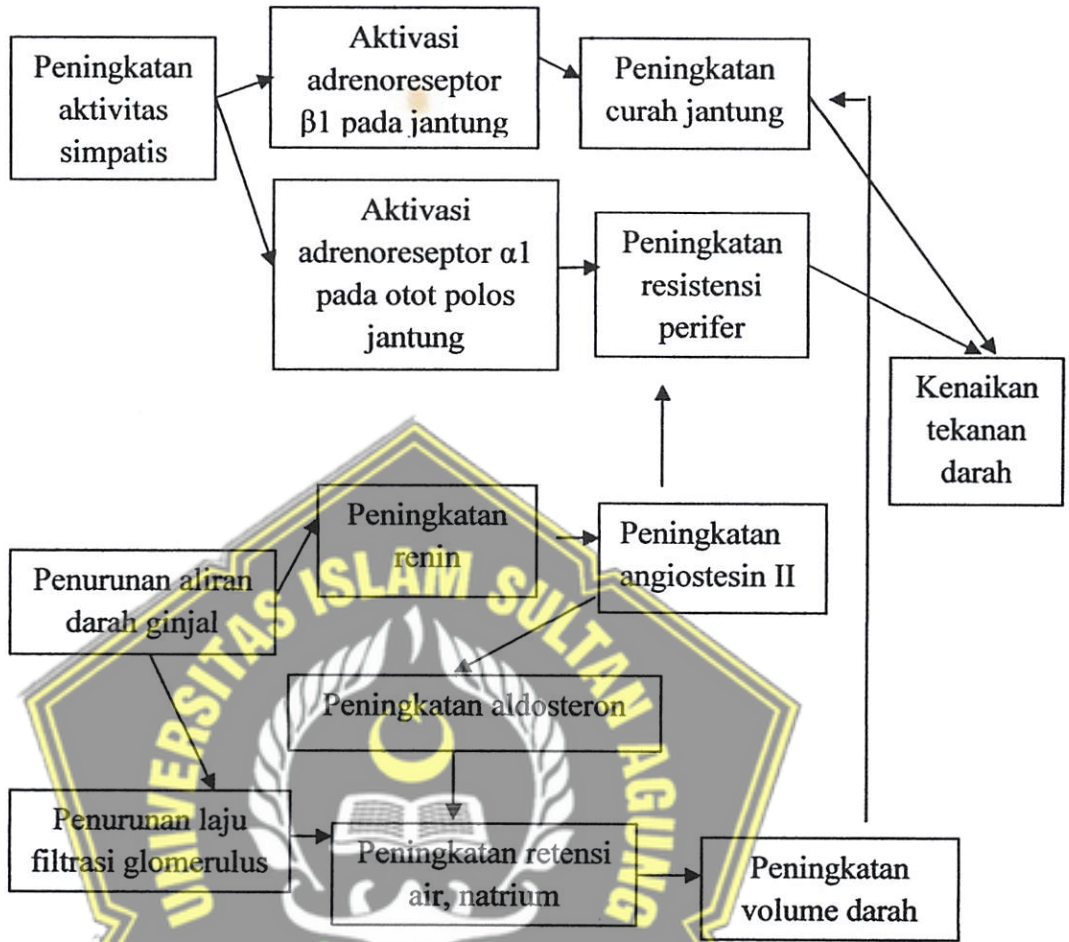 Peningkatan
aktivitas
simpatis
Aktivasi
adrenoreseptor
β1 pada jantung
Peningkatan
curah jantung
Aktivasi
adrenoreseptor α1
pada otot polos
jantung
Peningkatan
resistensi
perifer
Kenaikan
tekanan
darah
Peningkatan
renin
Peningkatan
angiostesin II
Penurunan aliran
darah ginjal
Peningkatan aldosteron
Penurunan laju
filtrasi glomerulus
Peningkatan retensi
air, natrium
Peningkatan
volume darah
UNIVERSITAS ISLAM SULTAN AGUNG